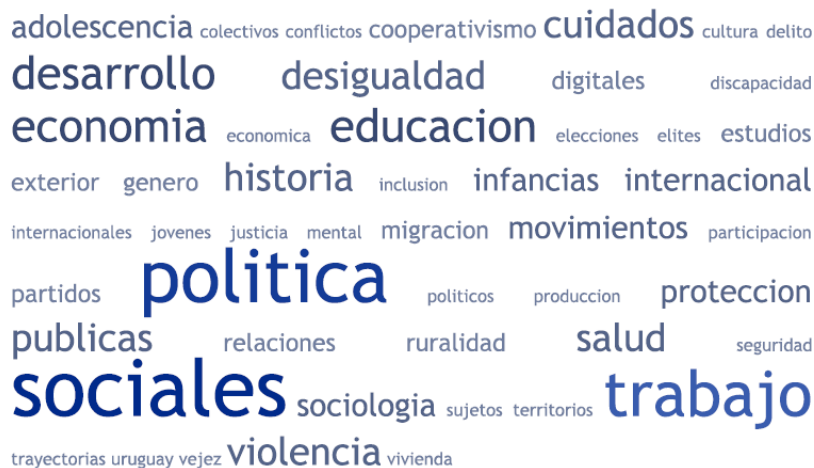 adolescencia colectivos conflictos cooperativismo cuidados cultura delito
desarrollo desigualdad digitales discapacidad
economia economica educacion elecciones elites estudios
exterior genero historia inclusion infancias internacional
internacionales jovenes justicia mental migracion movimientos participacion
partidos politica politicos produccion proteccion
publicas relaciones ruralidad salud seguridad
sociales sociologia sujetos territorios trabajo
trayectorias uruguay vejez violencia vivienda